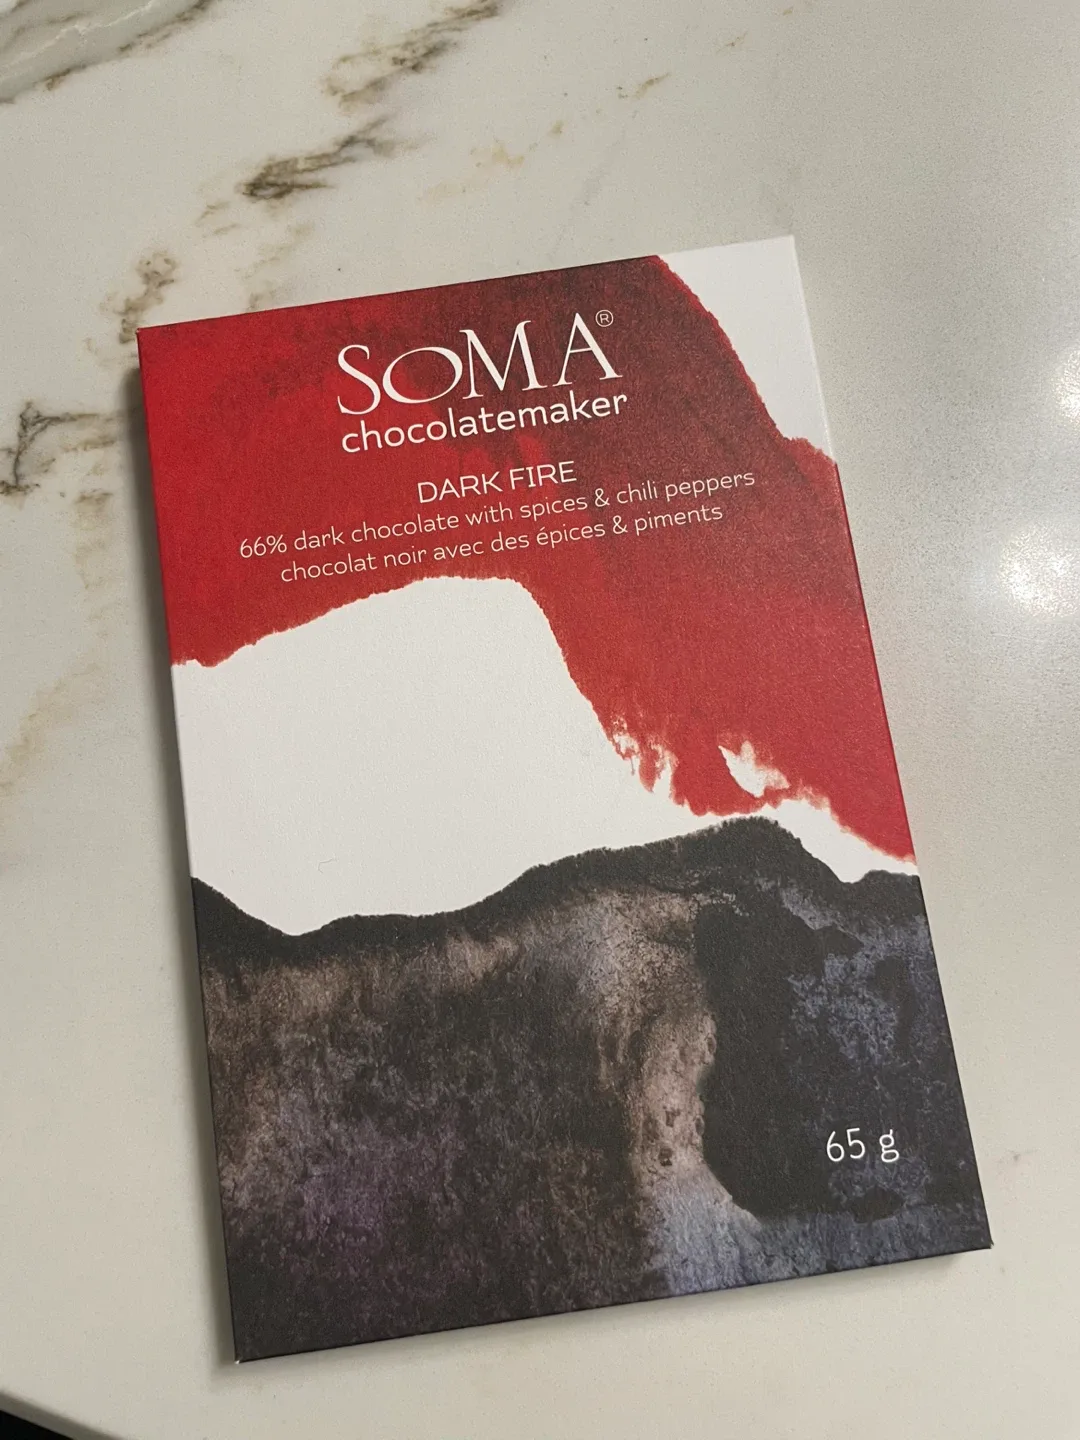 SOMA®
chocolatemaker
DARK FIRE
66% dark chocolate with spices & chili peppers
chocolat noir avec des épices & piments
65 g